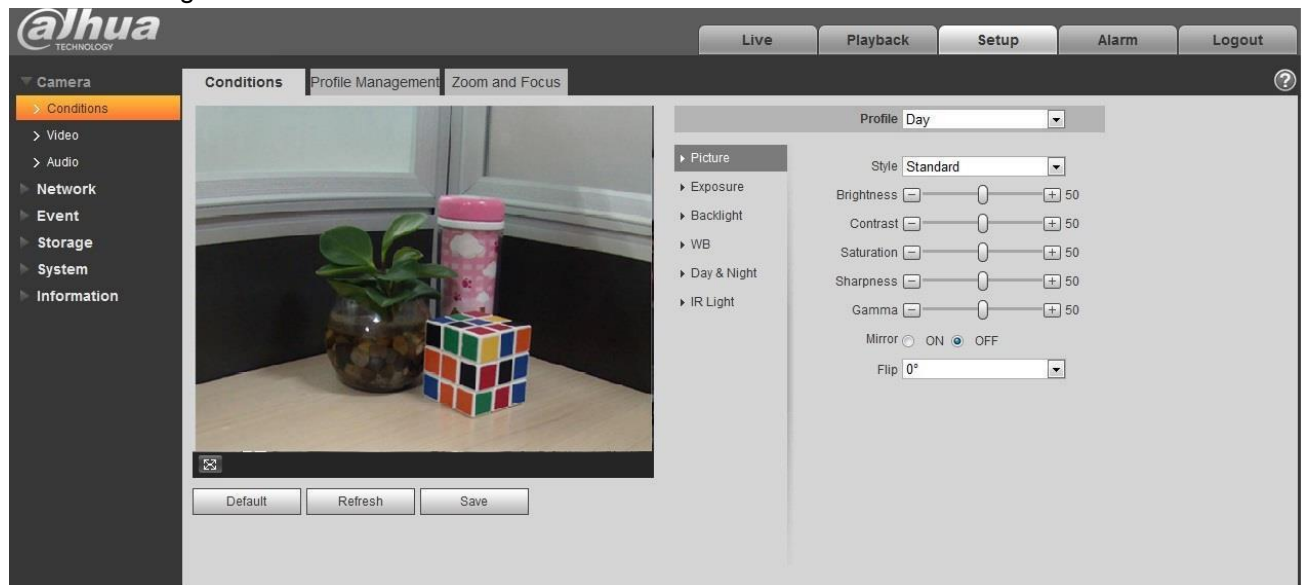 alhua
TECHNOLOGY
Live Playback Setup Alarm Logout
Camera
Conditions
Video
Audio
Network
Event
Storage
System
Information
Conditions Profile Management Zoom and Focus ?
Profile Day
Picture
Exposure
Backlight
WB
Day & Night
IR Light
Style Standard
Brightness - + 50
Contrast - + 50
Saturation - + 50
Sharpness - + 50
Gamma - + 50
Mirror ON OFF
Flip 0°
Default Refresh Save